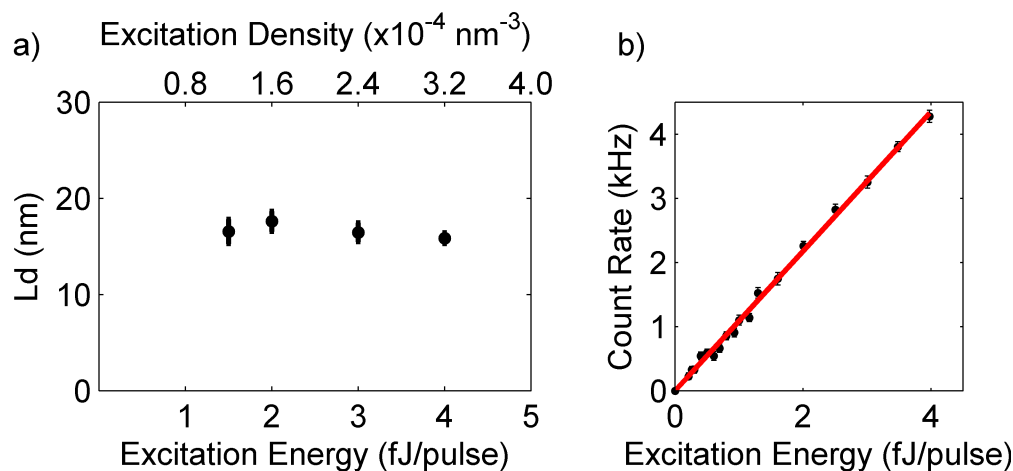 a)
Excitation Density (x10⁻⁴ nm⁻³)
0.8 1.6 2.4 3.2 4.0
30
20
10
0
Ld (nm)
1 2 3 4 5
Excitation Energy (fJ/pulse)
b)
4
3
2
1
0
Count Rate (kHz)
0 2 4
Excitation Energy (fJ/pulse)